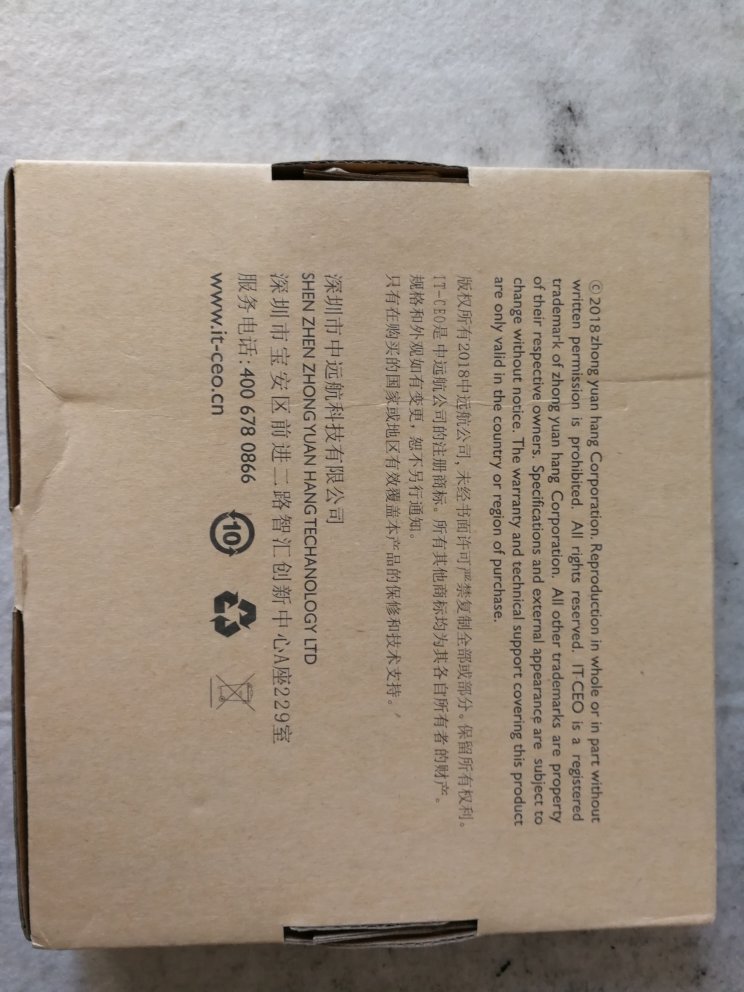 ©2018 zhong yuan hang Corporation. Reproduction in whole or in part without
written permission is prohibited. All rights reserved. IT-CEO is a registered
trademark of zhong yuan hang Corporation. All other trademarks are property
of their respective owners. Specifications and external appearance are subject to
change without notice. The warranty and technical support covering this product
are only valid in the country or region of purchase.
版权所有2018中远航公司,未经书面许可严禁复制全部或部分。保留所有权利。
IT-CEO是中远航公司的注册商标。所有其他商标均为其各自所有者的财产。
规格和外观如有变更,恕不另行通知。
只有在购买的国家或地区有效覆盖本产品的保修和技术支持。
深圳市中远航科技有限公司
SHEN ZHEN ZHONGYUAN HANG TECHANOLOGY LTD
深圳市宝安区前进二路智汇创新中心A座229室
服务电话:400 678 0866
www.it-ceo.cn
10